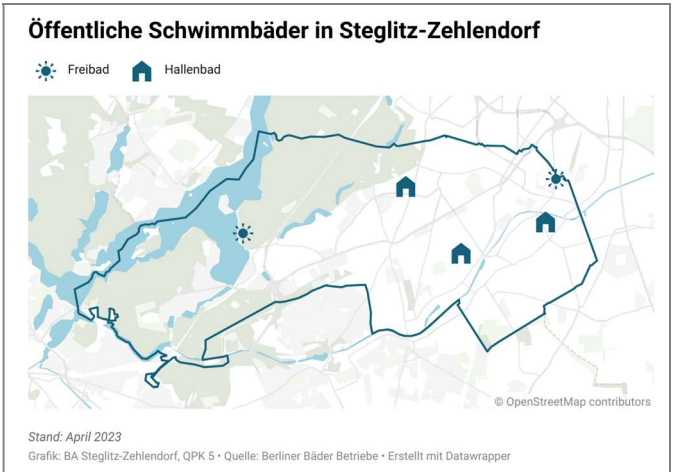 Öffentliche Schwimmbäder in Steglitz-Zehlendorf
Freibad Hallenbad
© OpenStreetMap contributors
Stand: April 2023
Grafik: BA Steglitz-Zehlendorf, QPK 5 • Quelle: Berliner Bäder Betriebe • Erstellt mit Datawrapper